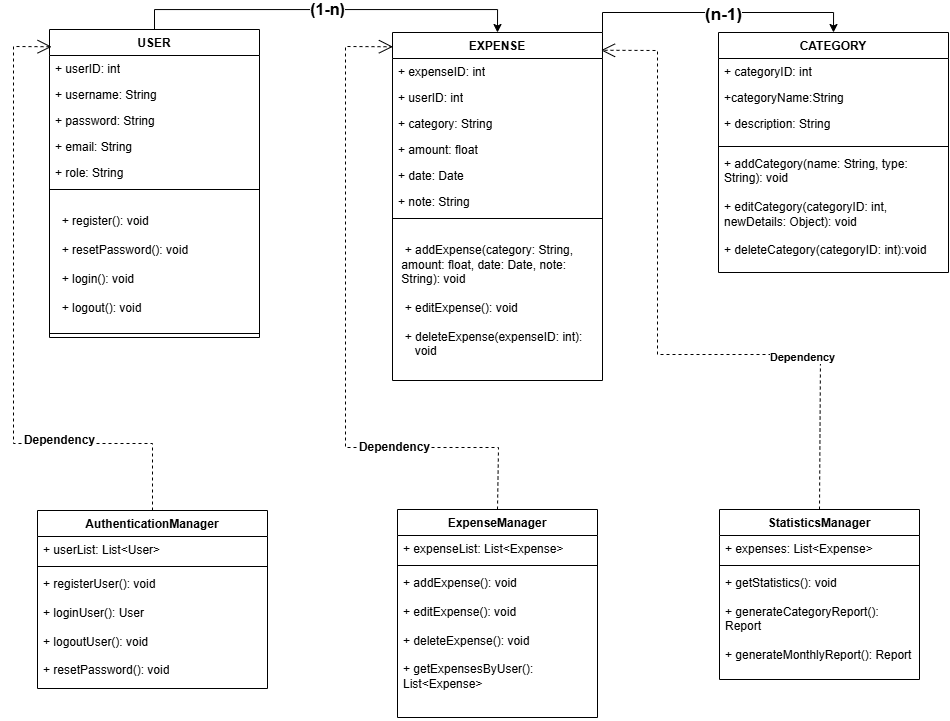 (1-n)
(n-1)
USER
+ userID: int
+ username: String
+ password: String
+ email: String
+ role: String
+ register(): void
+ resetPassword(): void
+ login(): void
+ logout(): void
EXPENSE
+ expenseID: int
+ userID: int
+ category: String
+ amount: float
+ date: Date
+ note: String
+ addExpense(category: String,
amount: float, date: Date, note:
String): void
+ editExpense(): void
+ deleteExpense(expenseID: int):
void
CATEGORY
+ categoryID: int
+categoryName:String
+ description: String
+ addCategory(name: String, type:
String): void
+ editCategory(categoryID: int,
newDetails: Object): void
+ deleteCategory(categoryID: int):void
Dependency
Dependency
Dependency
AuthenticationManager
+ userList: List<User>
+ registerUser(): void
+ loginUser(): User
+ logoutUser(): void
+ resetPassword(): void
ExpenseManager
+ expenseList: List<Expense>
+ addExpense(): void
+ editExpense(): void
+ deleteExpense(): void
+ getExpensesByUser():
List<Expense>
StatisticsManager
+ expenses: List<Expense>
+ getStatistics(): void
+ generateCategoryReport():
Report
+ generateMonthlyReport(): Report